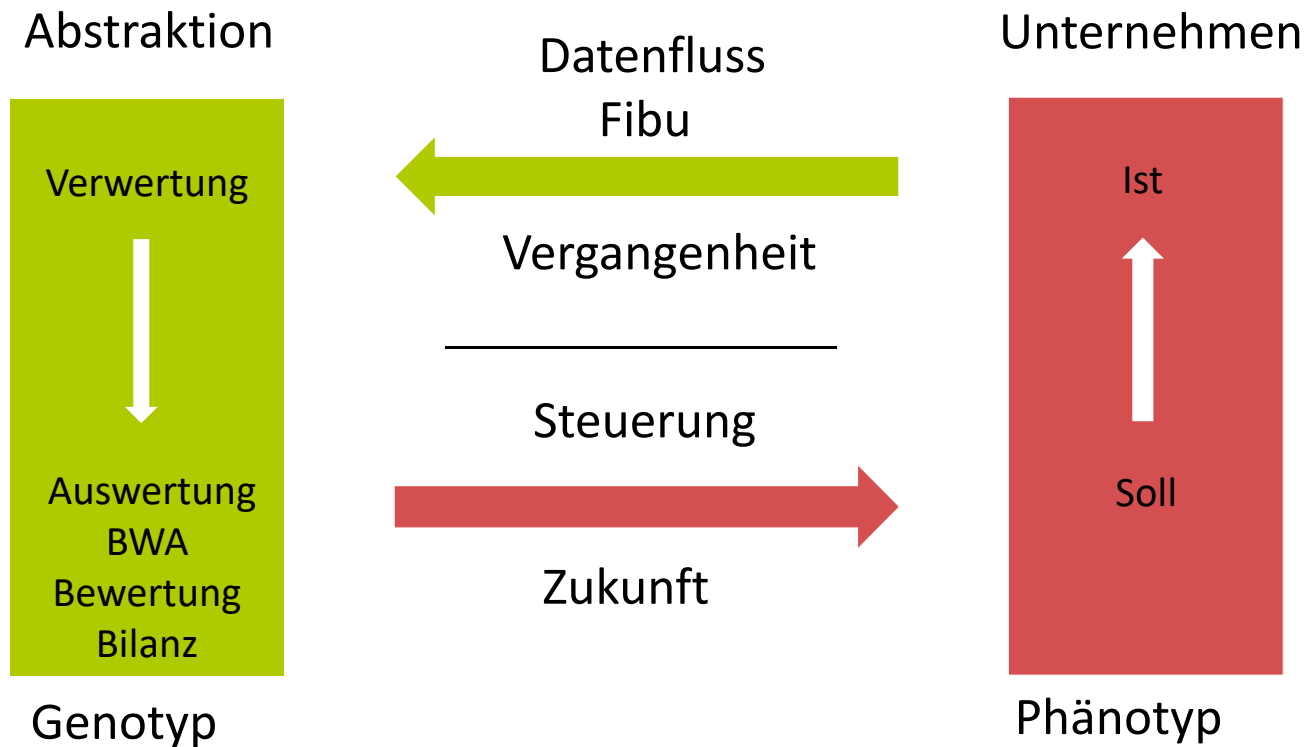 Abstraktion
Verwertung
Auswertung
BWA
Bewertung
Bilanz
Genotyp
Datenfluss
Fibu
Vergangenheit
Steuerung
Zukunft
Unternehmen
Ist
Soll
Phänotyp